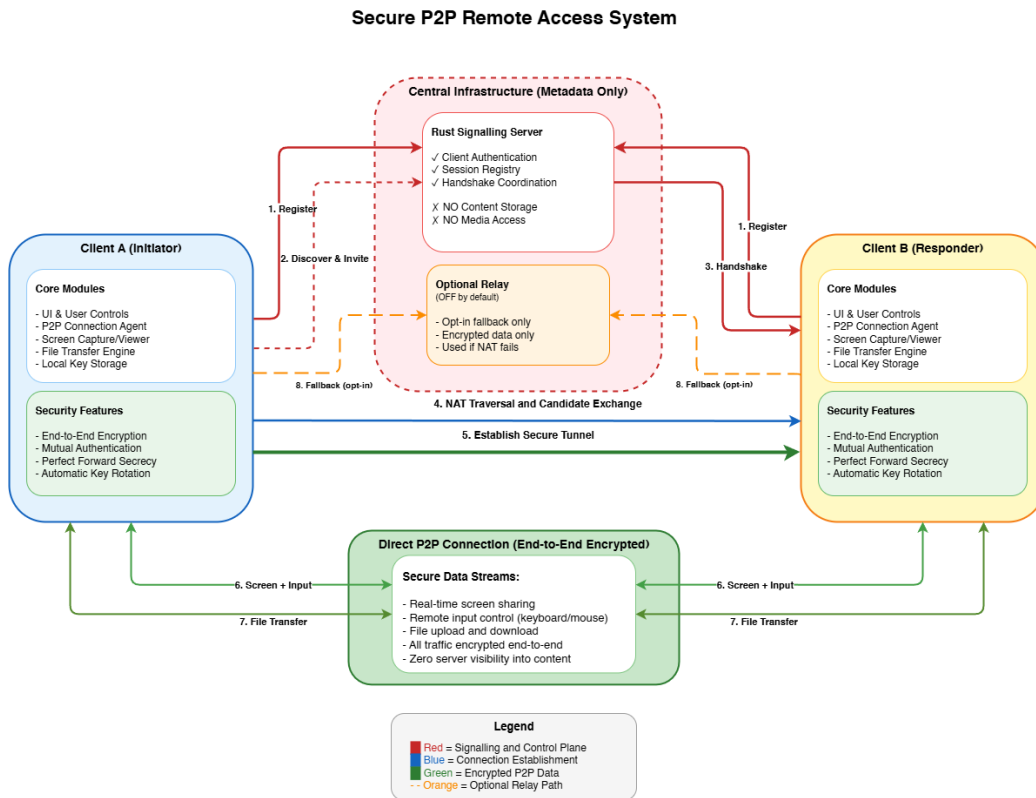 Secure P2P Remote Access System
Central Infrastructure (Metadata Only)
Rust Signalling Server
✓ Client Authentication
✓ Session Registry
✓ Handshake Coordination
✗ NO Content Storage
✗ NO Media Access
1. Register
1. Register
2. Discover & Invite
3. Handshake
Client A (Initiator)
Core Modules
- UI & User Controls
- P2P Connection Agent
- Screen Capture/Viewer
- File Transfer Engine
- Local Key Storage
Security Features
- End-to-End Encryption
- Mutual Authentication
- Perfect Forward Secrecy
- Automatic Key Rotation
Optional Relay
(OFF by default)
- Opt-in fallback only
- Encrypted data only
- Used if NAT fails
8. Fallback (opt-in)
8. Fallback (opt-in)
Client B (Responder)
Core Modules
- UI & User Controls
- P2P Connection Agent
- Screen Capture/Viewer
- File Transfer Engine
- Local Key Storage
Security Features
- End-to-End Encryption
- Mutual Authentication
- Perfect Forward Secrecy
- Automatic Key Rotation
4. NAT Traversal and Candidate Exchange
5. Establish Secure Tunnel
Direct P2P Connection (End-to-End Encrypted)
Secure Data Streams:
- Real-time screen sharing
- Remote input control (keyboard/mouse)
- File upload and download
- All traffic encrypted end-to-end
- Zero server visibility into content
6. Screen + Input
6. Screen + Input
7. File Transfer
7. File Transfer
Legend
Red = Signalling and Control Plane
Blue = Connection Establishment
Green = Encrypted P2P Data
- - Orange = Optional Relay Path